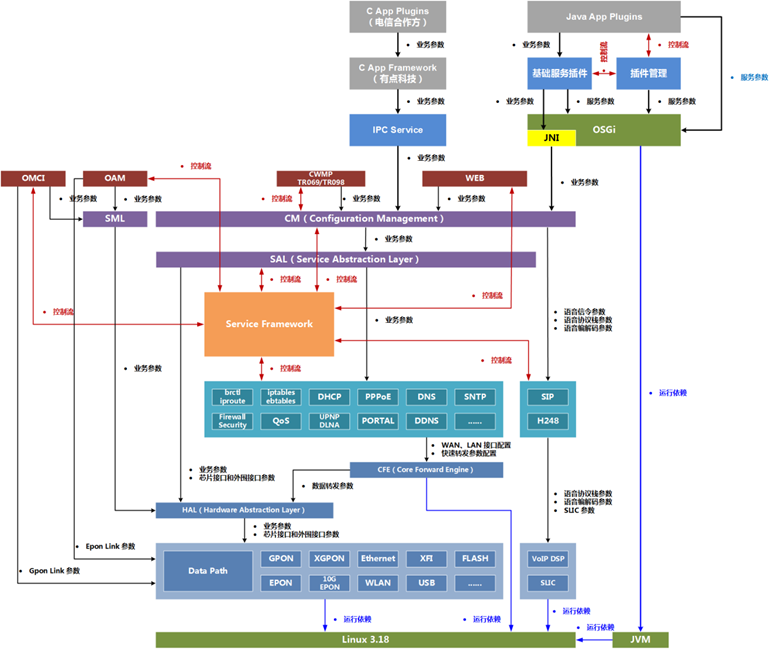 C App Plugins
（电信合作方）
Java App Plugins
业务参数
业务参数
控制流
控制流
C App Framework
（有点科技）
基础服务插件
插件管理
服务参数
业务参数
业务参数
服务参数
服务参数
IPC Service
OSGi
JNI
业务参数
OMCI
OAM
控制流
CWMP
TR069/TR098
WEB
业务参数
业务参数
业务参数
控制流
业务参数
业务参数
SML
CM（Configuration Management）
业务参数
SAL（Service Abstraction Layer）
控制流
控制流
控制流
控制流
Service Framework
业务参数
语音信令参数
语音协议栈参数
语音编解码参数
控制流
控制流
业务参数
brctl
iproute
iptables
ebtables
DHCP
PPPoE
DNS
SNTP
SIP
运行依赖
Firewall
Security
QoS
UPNP
DLNA
PORTAL
DDNS
......
H248
WAN、LAN 接口配置
快速转发参数配置
业务参数
芯片接口和外围接口参数
CFE（Core Forward Engine）
数据转发参数
语音协议栈参数
语音编解码参数
SLIC 参数
HAL（Hardware Abstraction Layer）
业务参数
芯片接口和外围接口参数
Epon Link 参数
Gpon Link 参数
Data Path
GPON
XGPON
Ethernet
XFI
FLASH
VoIP DSP
EPON
10G
EPON
WLAN
USB
......
SLIC
运行依赖
运行依赖
运行依赖
运行依赖
Linux 3.18
JVM